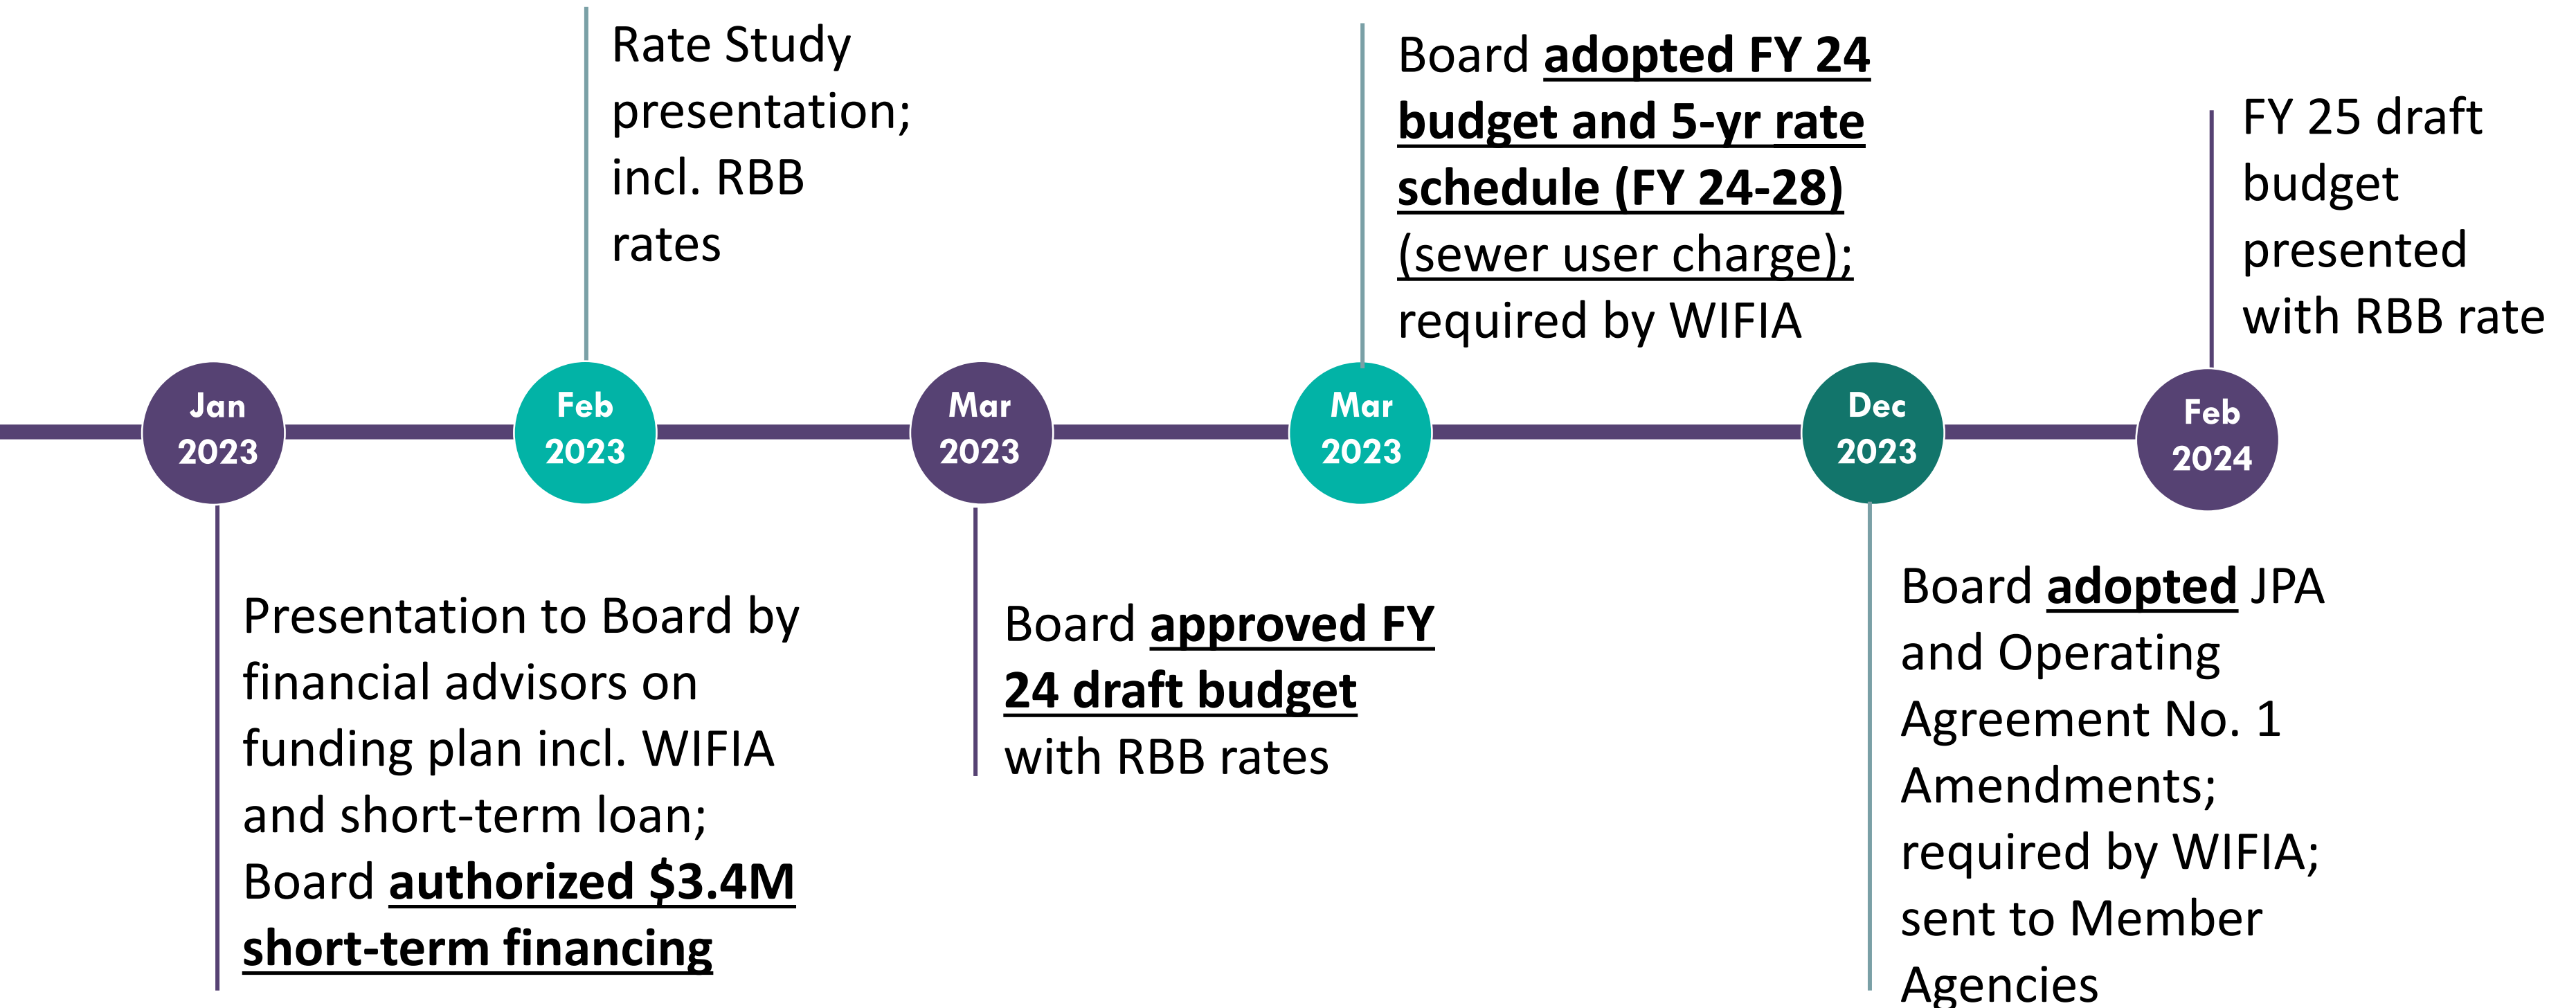 Rate Study
presentation;
incl. RBB
rates
Board adopted FY 24
budget and 5-yr rate
schedule (FY 24-28)
(sewer user charge);
required by WIFIA
FY 25 draft
budget
presented
with RBB rate
Jan
2023
Feb
2023
Mar
2023
Mar
2023
Dec
2023
Feb
2024
Presentation to Board by
financial advisors on
funding plan incl. WIFIA
and short-term loan;
Board authorized $3.4M
short-term financing
Board approved FY
24 draft budget
with RBB rates
Board adopted JPA
and Operating
Agreement No. 1
Amendments;
required by WIFIA;
sent to Member
Agencies